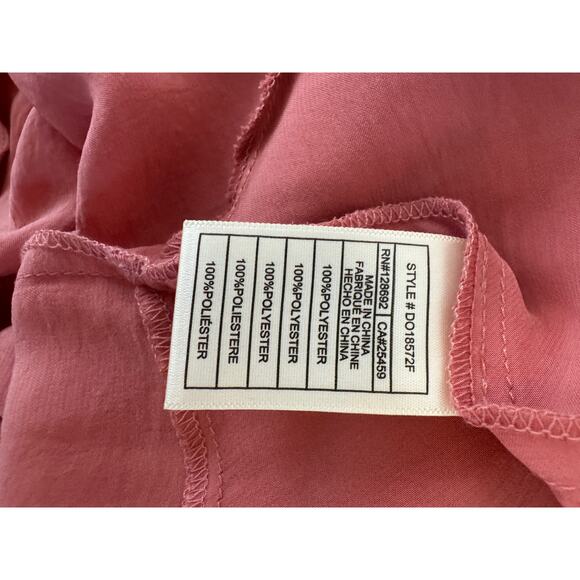 STYLE # DO18572F
RN#128692 CA#25459
MADE IN CHINA
FABRIQUÉ EN CHINE
HECHO EN CHINA
100%POLYESTER
100%POLYESTER
100%POLYESTER
100%POLIESTERE
100%POLIÉSTER